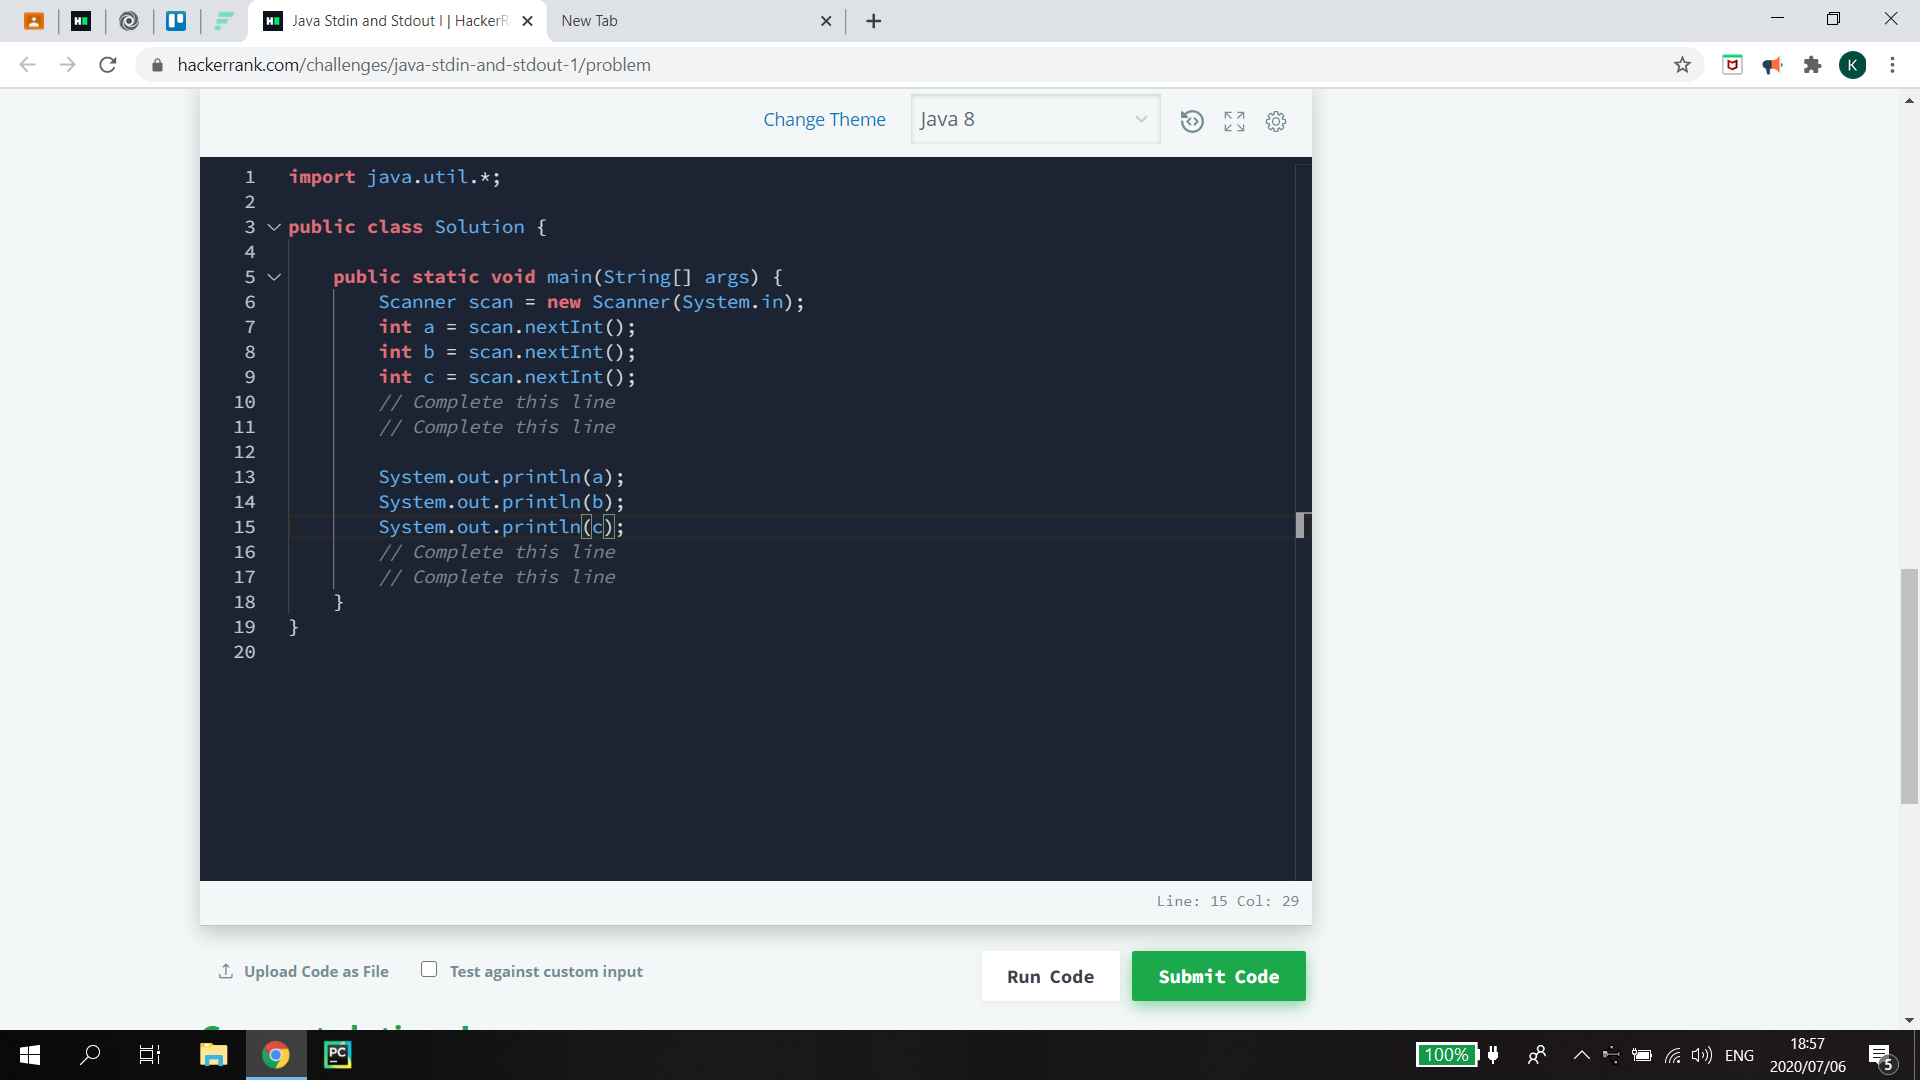 Java Stdin and Stdout I | HackerR
New Tab
hackerrank.com/challenges/java-stdin-and-stdout-1/problem
K
Change Theme
Java 8
1 import java.util.*;
2
3 public class Solution {
4
5 public static void main(String[] args) {
6 Scanner scan = new Scanner(System.in);
7 int a = scan.nextInt();
8 int b = scan.nextInt();
9 int c = scan.nextInt();
10 // Complete this line
11 // Complete this line
12
13 System.out.println(a);
14 System.out.println(b);
15 System.out.println(c);
16 // Complete this line
17 // Complete this line
18 }
19 }
20
Line: 15 Col: 29
Upload Code as File
Test against custom input
Run Code
Submit Code
PC
100%
ENG
18:57
2020/07/06
5